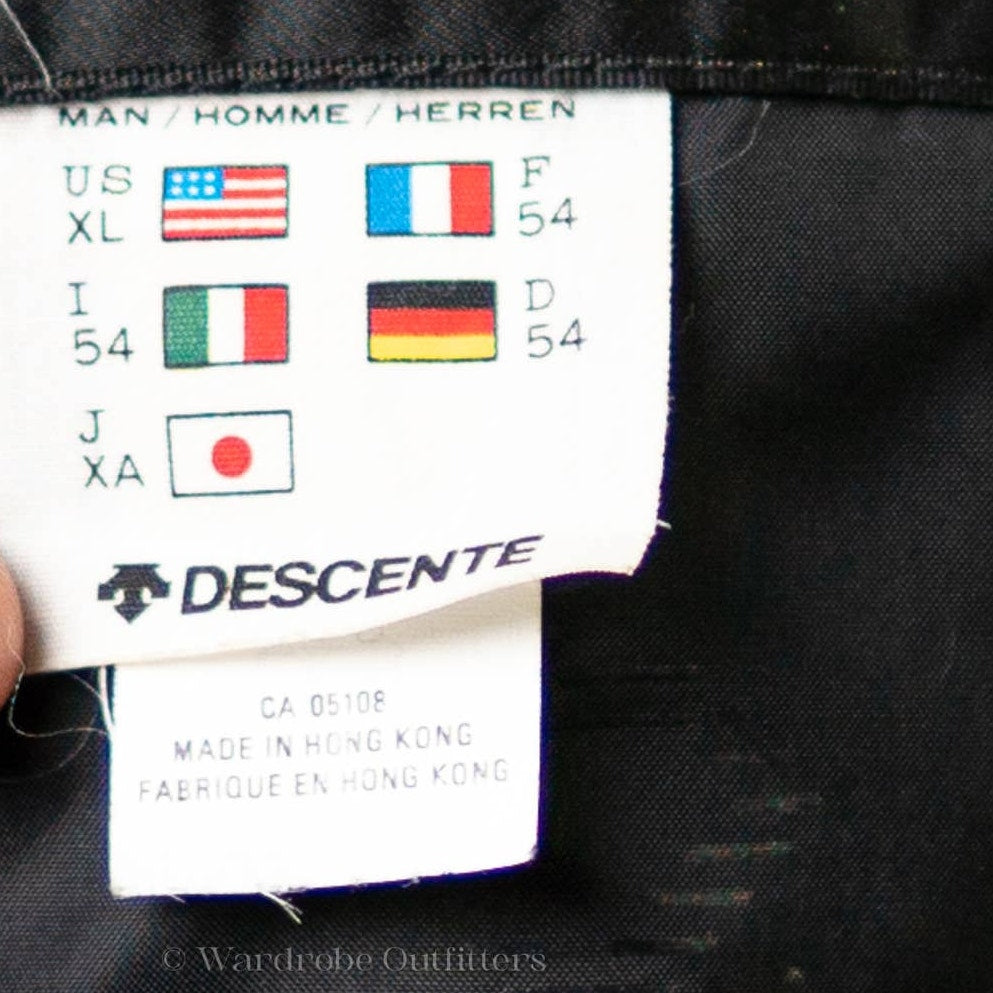 MAN / HOMME / HERREN
US
XL
F
54
I
54
D
54
J
XA
DESCENTE
CA 05108
MADE IN HONG KONG
FABRIQUE EN HONG KONG
© Wardrobe Outfitters